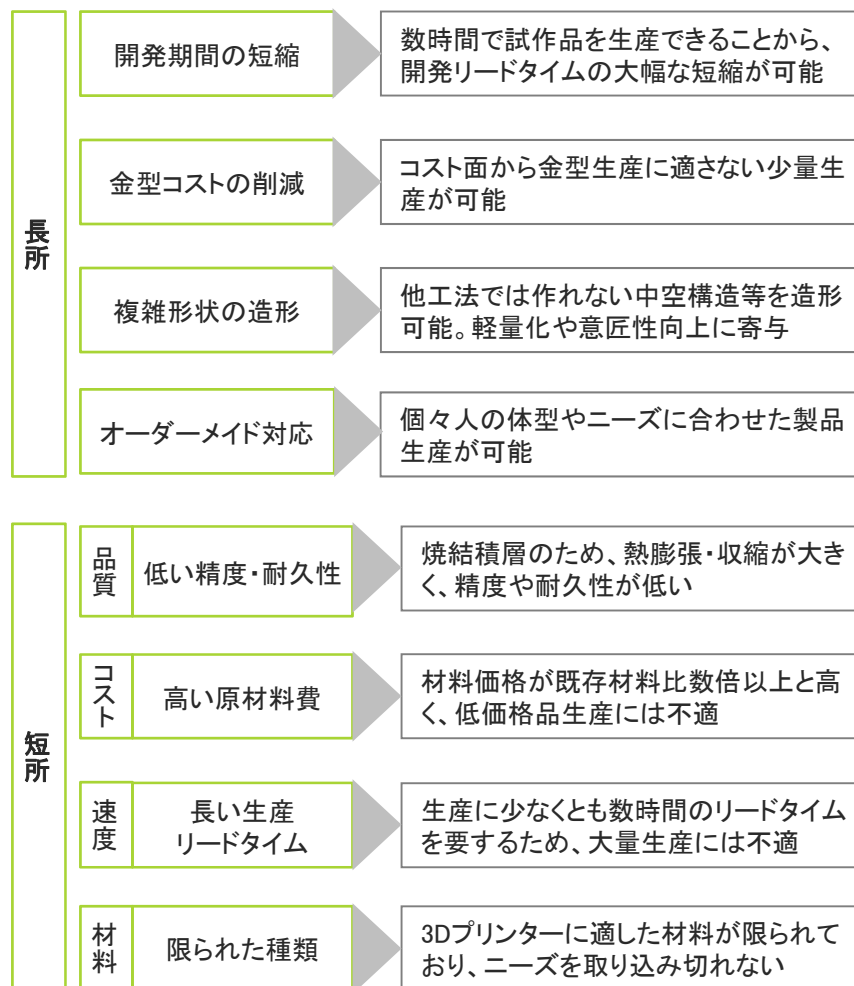 長所
開発期間の短縮
数時間で試作品を生産できることから、
開発リードタイムの大幅な短縮が可能
金型コストの削減
コスト面から金型生産に適さない少量生
産が可能
複雑形状の造形
他工法では作れない中空構造等を造形
可能。軽量化や意匠性向上に寄与
オーダーメイド対応
個々人の体型やニーズに合わせた製品
生産が可能
短所
品質
低い精度・耐久性
焼結積層のため、熱膨張・収縮が大き
く、精度や耐久性が低い
コスト
高い原材料費
材料価格が既存材料比数倍以上と高
く、低価格品生産には不適
速度
長い生産
リードタイム
生産に少なくとも数時間のリードタイム
を要するため、大量生産には不適
材料
限られた種類
3Dプリンターに適した材料が限られて
おり、ニーズを取り込み切れない